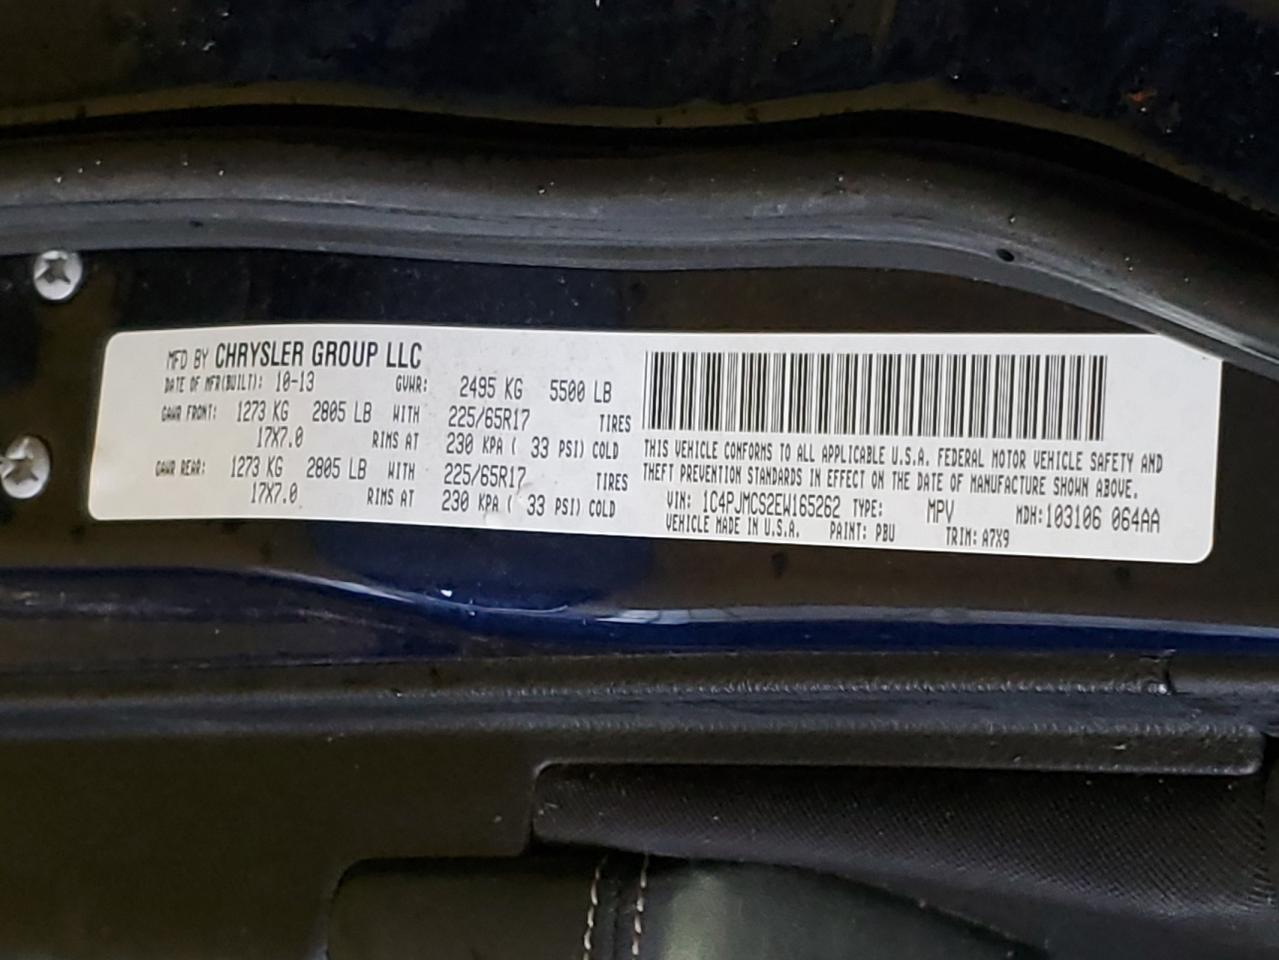 MFD BY CHRYSLER GROUP LLC
DATE OF MFR(BUILT): 10-13 GVWR: 2495 KG 5500 LB
GAWR FRONT: 1273 KG 2805 LB WITH 225/65R17 TIRES
17X7.0 RIMS AT 230 KPA ( 33 PSI) COLD
GAWR REAR: 1273 KG 2805 LB WITH 225/65R17 TIRES
17X7.0 RIMS AT 230 KPA ( 33 PSI) COLD
THIS VEHICLE CONFORMS TO ALL APPLICABLE U.S.A. FEDERAL MOTOR VEHICLE SAFETY AND
THEFT PREVENTION STANDARDS IN EFFECT ON THE DATE OF MANUFACTURE SHOWN ABOVE.
VIN: 1C4PJMCS2EW165262 TYPE: MPV MDH:103106 064AA
VEHICLE MADE IN U.S.A. PAINT: PBU TRIM: A7X9